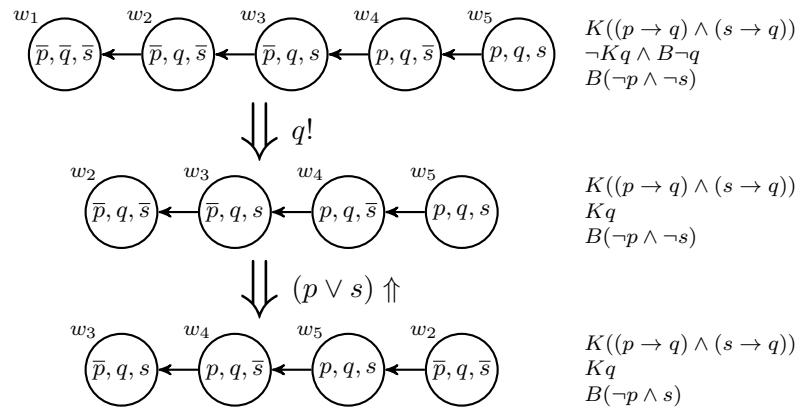 w₁ w₂ w₃ w₄ w₅
p̅, q̅, s̅ p̅, q, s̅ p̅, q, s p, q, s̅ p, q, s
K((p → q) ∧ (s → q))
¬Kq ∧ B¬q
B(¬p ∧ ¬s)
q!
w₂ w₃ w₄ w₅
p̅, q, s̅ p̅, q, s p, q, s̅ p, q, s
K((p → q) ∧ (s → q))
Kq
B(¬p ∧ ¬s)
(p ∨ s) ⇑
w₃ w₄ w₅ w₂
p̅, q, s p, q, s̅ p, q, s p̅, q, s̅
K((p → q) ∧ (s → q))
Kq
B(¬p ∧ s)